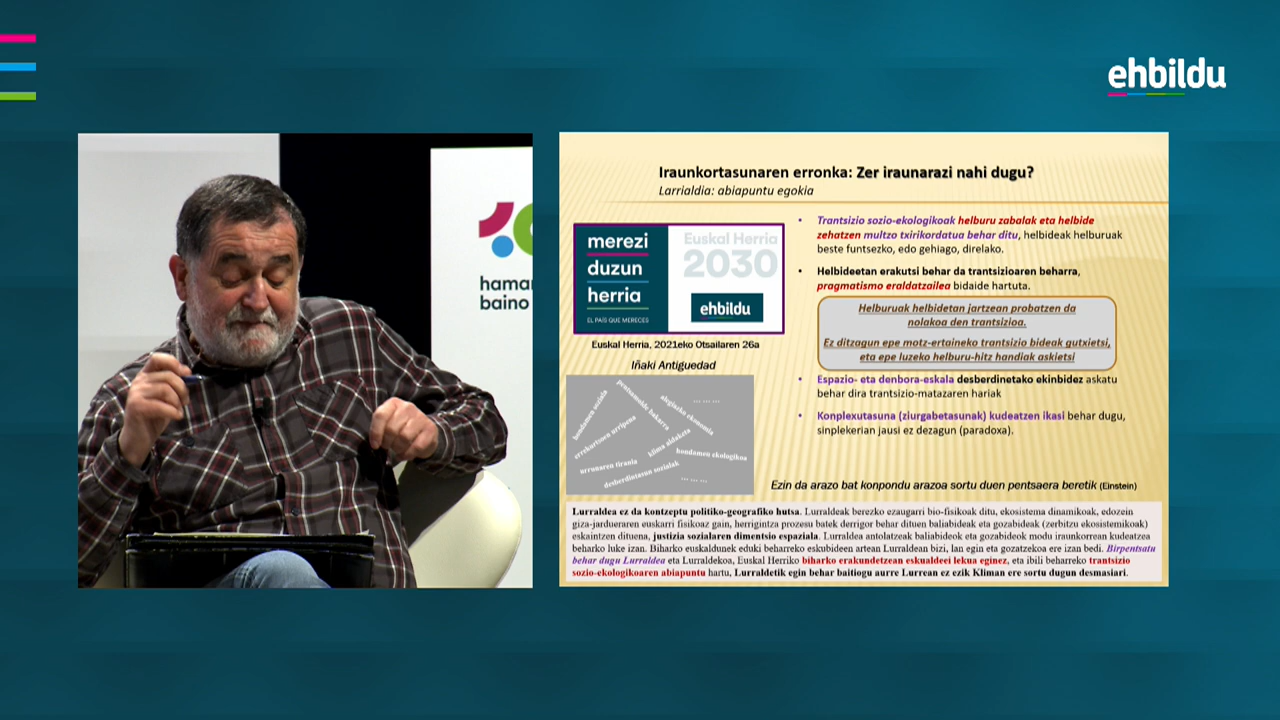 ehbildu
hama
baino
Iraunkortasunaren erronka: Zer iraunarazi nahi dugu?
Larrialdia: abiapuntu egokia
merezi
duzun
herria
EL PAÍS QUE MERECES
Euskal Herria
2030
ehbildu
Euskal Herria, 2021eko Otsailaren 26a
Iñaki Antiguedad
hondamen soziala
pentsamolde bakarra
alegiazko ekonomia
... ... ...
errekurtsoen urripena
klima aldaketa
hondamen ekologikoa
urrunaren tirania
desberdintasun sozialak
... ... ...
• Trantsizio sozio-ekologikoak helburu zabalak eta helbide
zehatzen multzo txirikordatua behar ditu, helbideak helburuak
beste funtsezko, edo gehiago, direlako.
• Helbideetan erakutsi behar da trantsizioaren beharra,
pragmatismo eraldatzailea bidaide hartuta.
Helburuak helbidetan jartzean probatzen da
nolakoa den trantsizioa.
Ez ditzagun epe motz-ertaineko trantsizio bideak gutxietsi,
eta epe luzeko helburu-hitz handiak askietsi
• Espazio- eta denbora-eskala desberdinetako ekinbidez askatu
behar dira trantsizio-matazaren hariak
• Konplexutasuna (ziurgabetasunak) kudeatzen ikasi behar dugu,
sinplekerian jausi ez dezagun (paradoxa).
Ezin da arazo bat konpondu arazoa sortu duen pentsaera beretik (Einstein)
Lurraldea ez da kontzeptu politiko-geografiko hutsa. Lurraldeak berezko ezaugarri bio-fisikoak ditu, ekosistema dinamikoak, edozein
giza-jardueraren euskarri fisikoaz gain, herrigintza prozesu batek derrigor behar dituen baliabideak eta gozabideak (zerbitzu ekosistemikoak)
eskaintzen dituena, justizia sozialaren dimentsio espaziala. Lurraldea antolatzeak baliabideok eta gozabideok modu iraunkorrean kudeatzea
beharko luke izan. Biharko euskaldunek eduki beharreko eskubideen artean Lurraldean bizi, lan egin eta gozatzekoa ere izan bedi. Birpentsatu
behar dugu Lurraldea eta Lurraldekoa, Euskal Herriko biharko erakundetzean eskualdeei lekua eginez, eta ibili beharreko trantsizio
sozio-ekologikoaren abiapuntu hartu, Lurraldetik egin behar baitiogu aurre Lurrean ez ezik Kliman ere sortu dugun desmasiari.